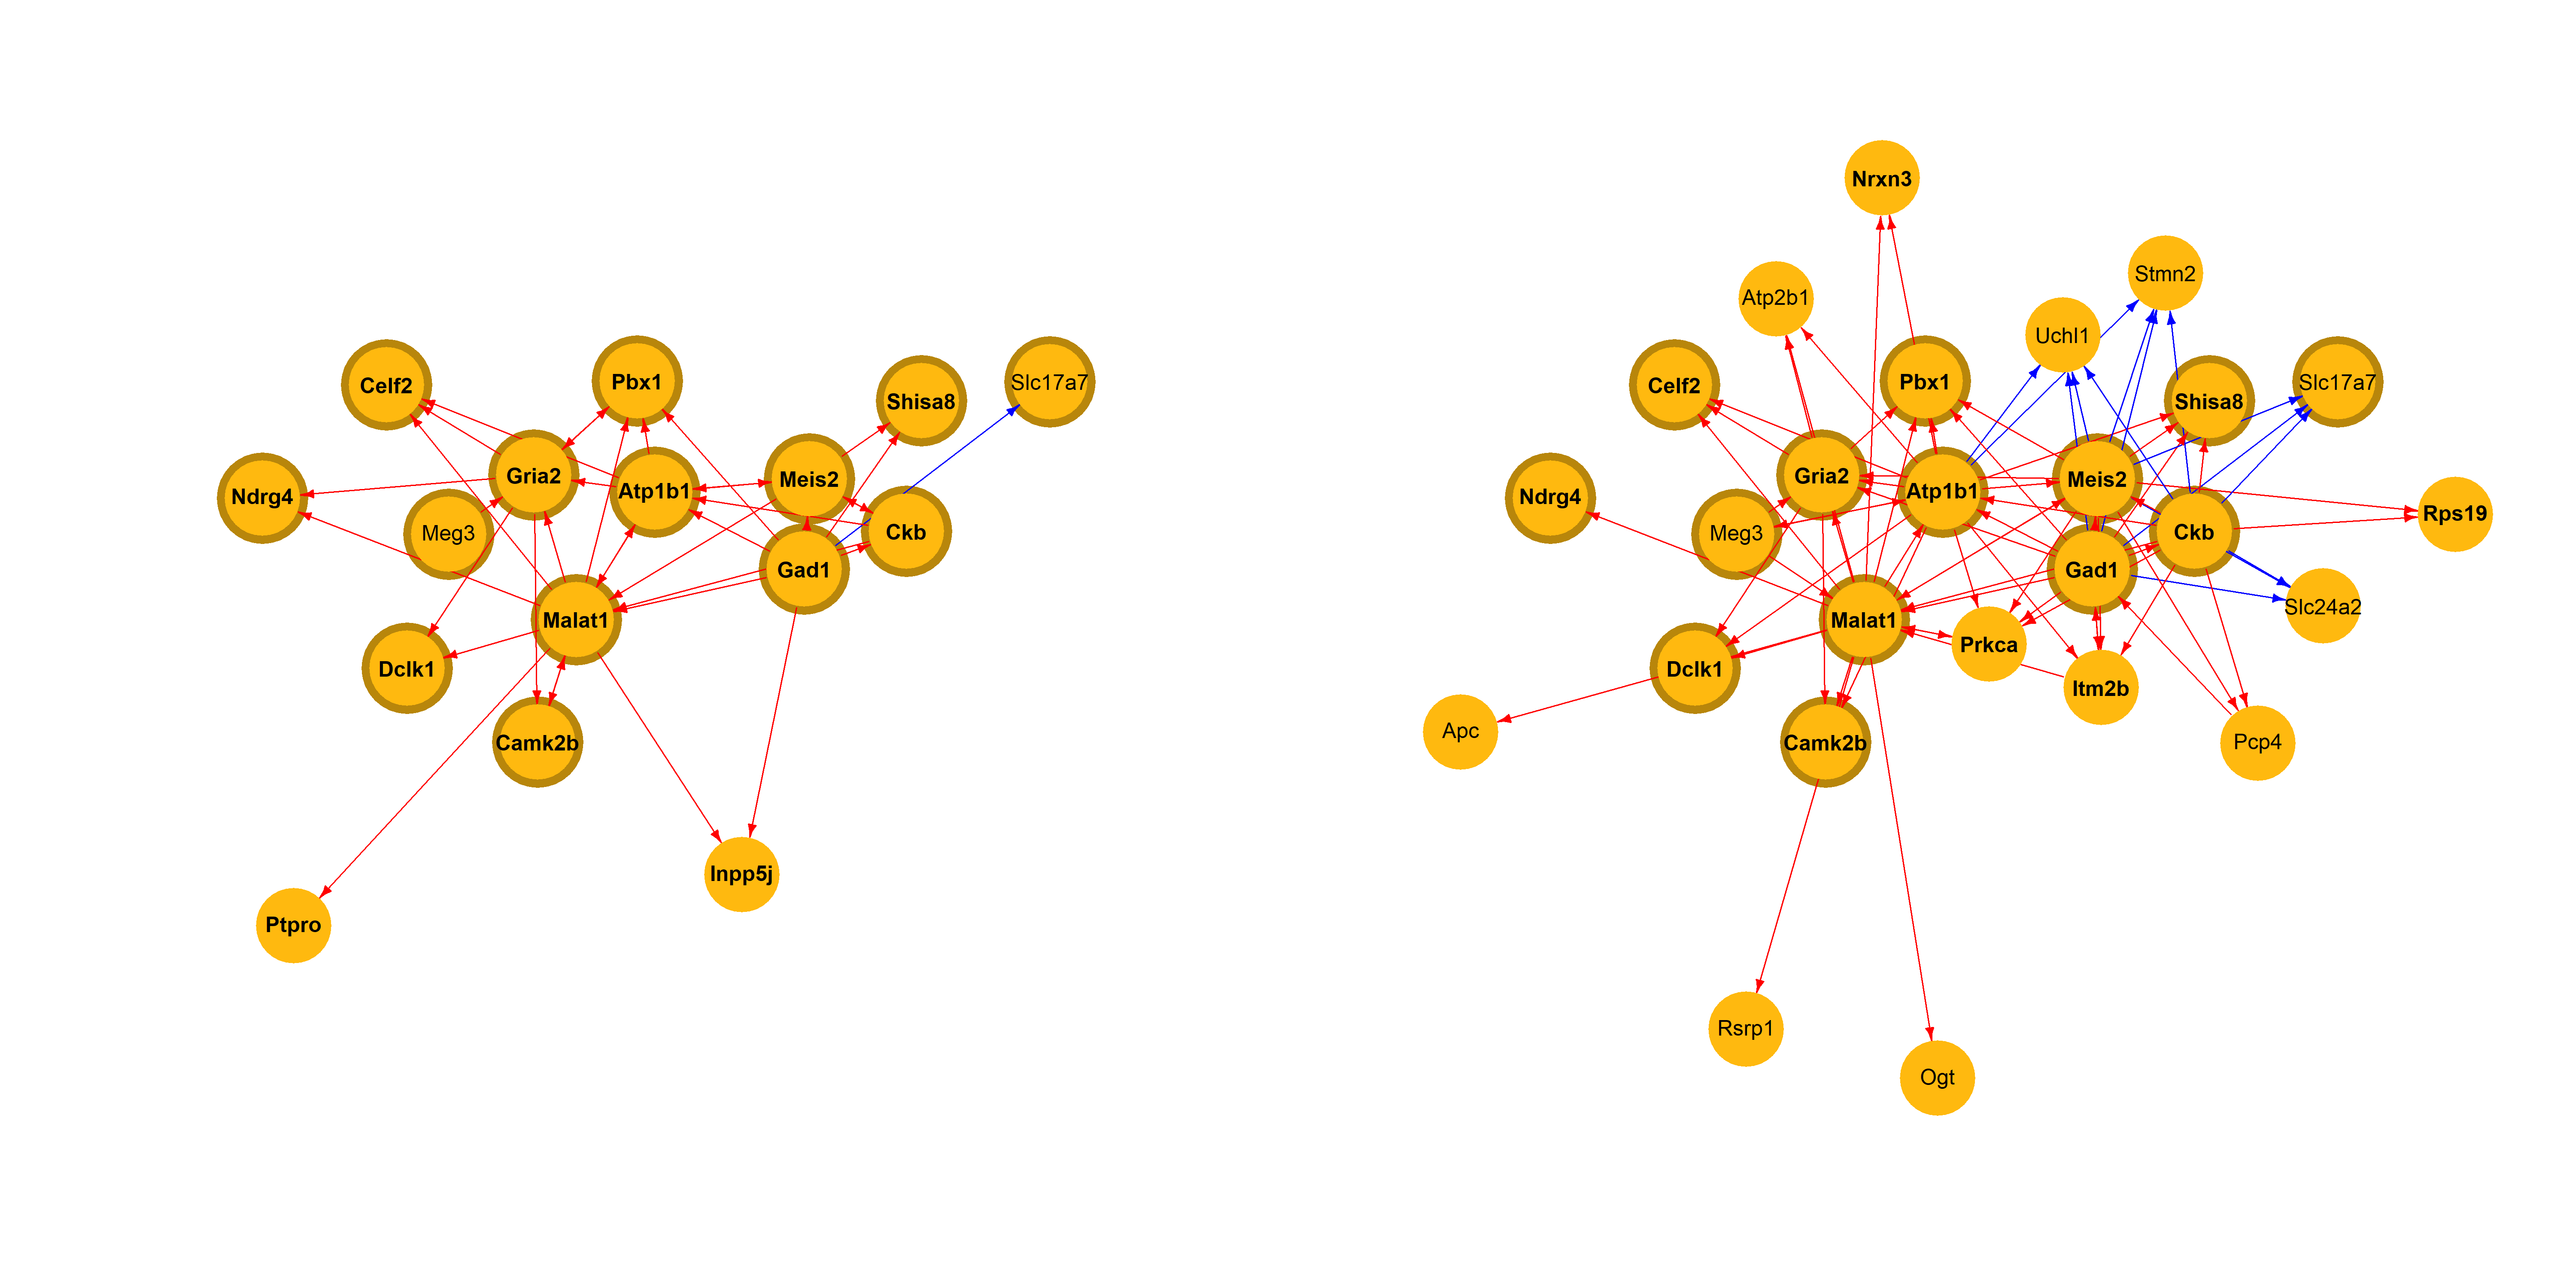 Celf2
Pbx1
Shisa8
Slc17a7
Ndrg4
Gria2
Atp1b1
Meis2
Meg3
Ckb
Gad1
Malat1
Dclk1
Camk2b
Inpp5j
Ptpro
Nrxn3
Stmn2
Atp2b1
Uchl1
Celf2
Pbx1
Shisa8
Slc17a7
Ndrg4
Gria2
Atp1b1
Meis2
Rps19
Meg3
Ckb
Gad1
Slc24a2
Malat1
Prkca
Dclk1
Itm2b
Apc
Camk2b
Pcp4
Rsrp1
Ogt